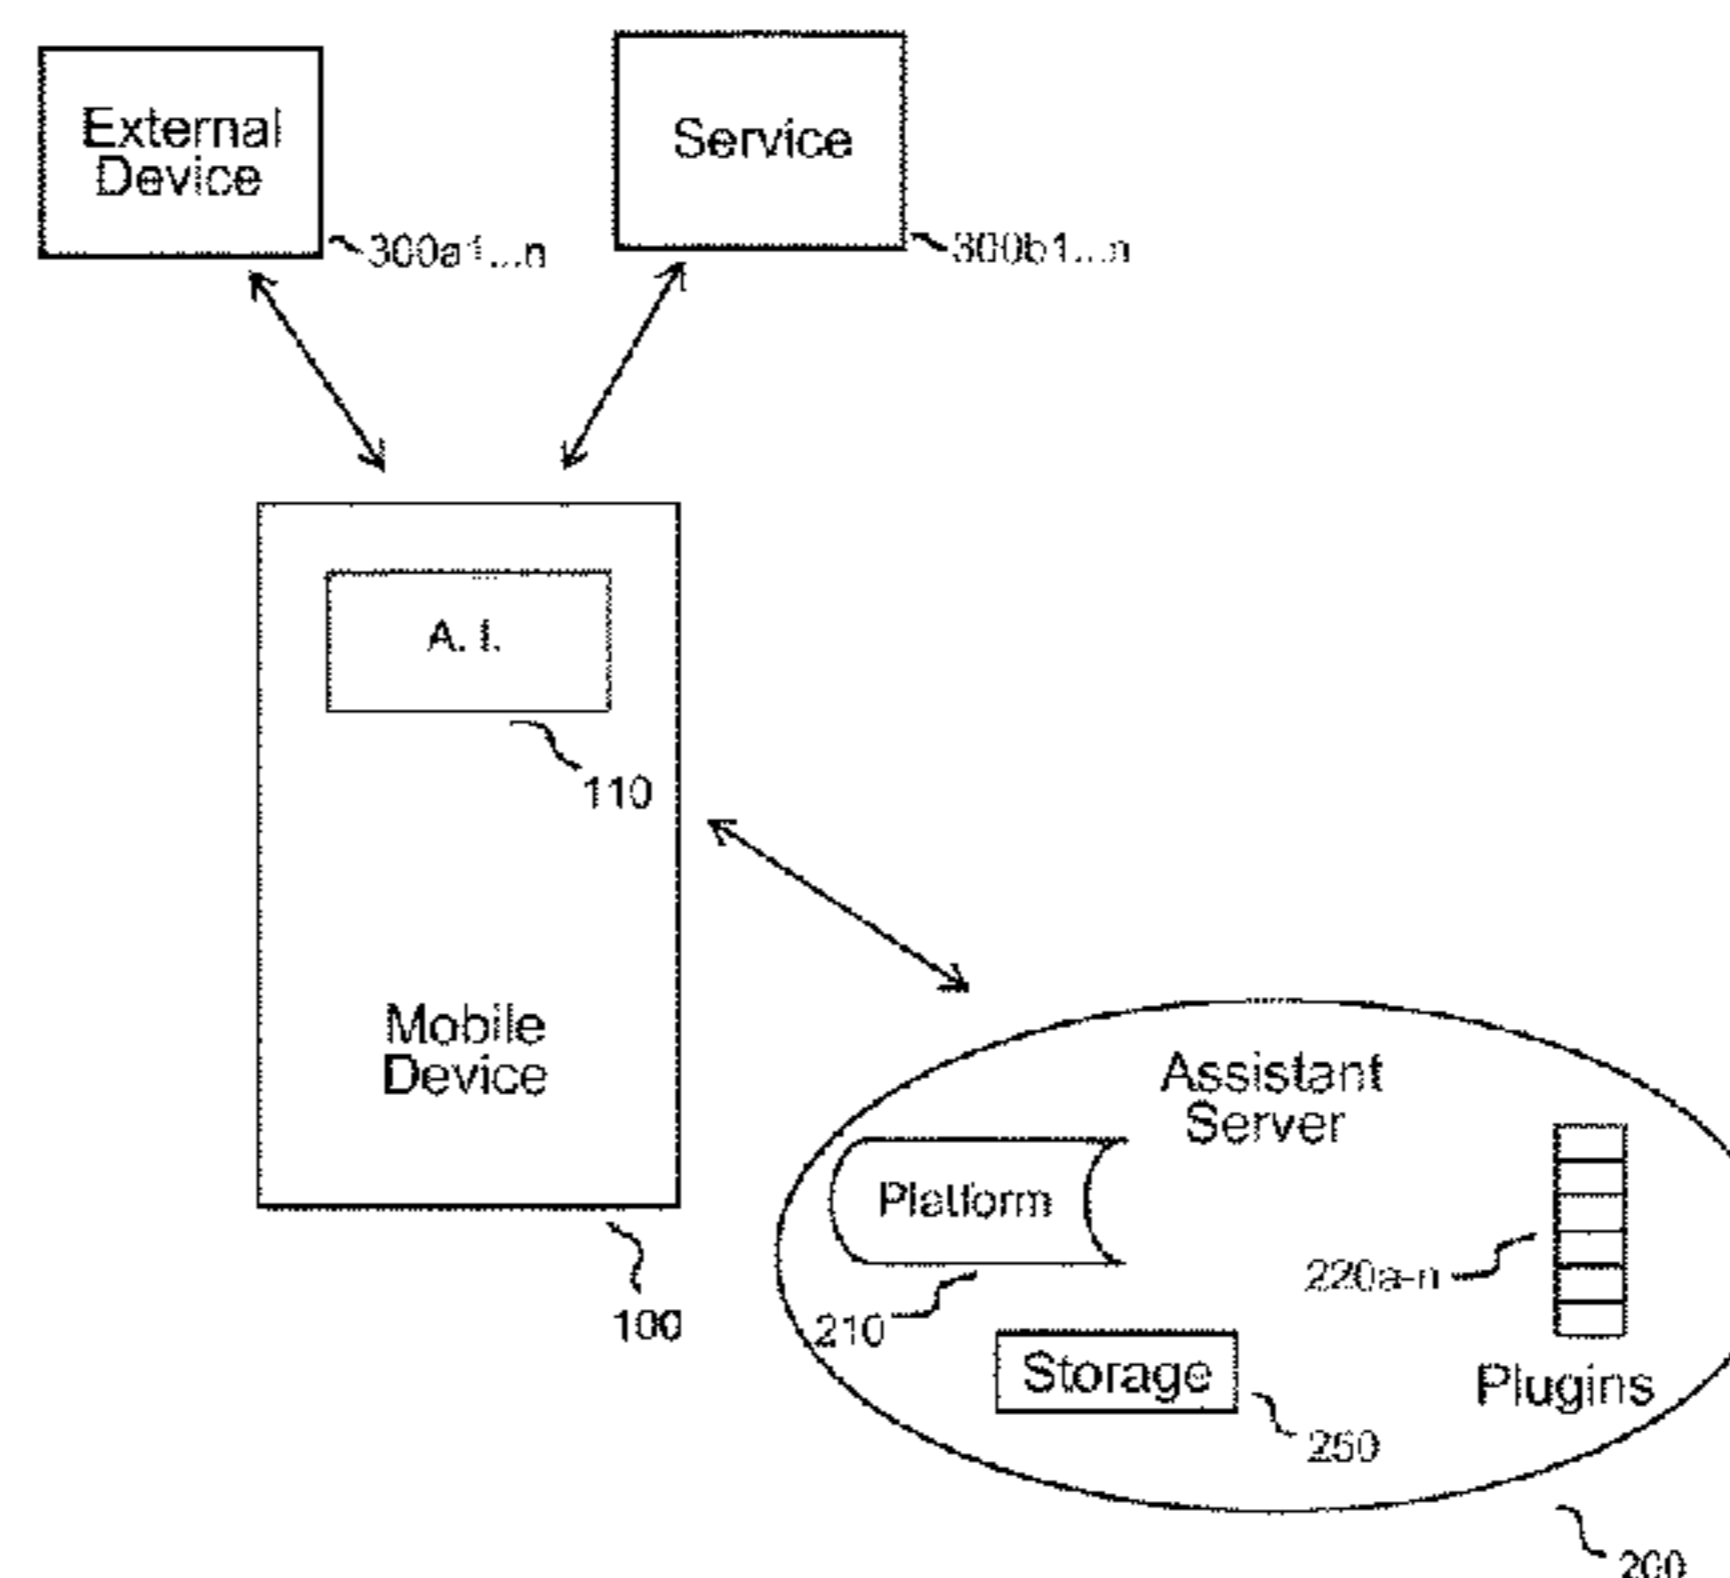 External
Device
300a1...n
Service
300b1...n
A. I.
110
Mobile
Device
100
Assistant
Server
Platform
210
220a-n
Storage
250
Plugins
200